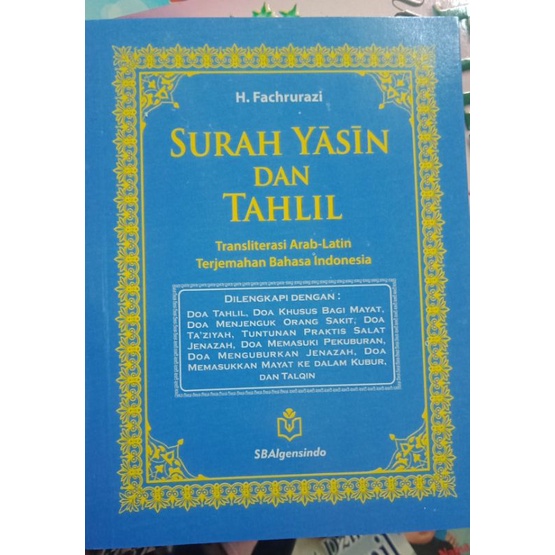 H. Fachrurazi
SURAH YĀSĪN
DAN
TAHLIL
Transliterasi Arab-Latin
Terjemahan Bahasa Indonesia
DILENGKAPI DENGAN :
DOA TAHLIL, DOA KHUSUS BAGI MAYAT,
DOA MENJENGUK ORANG SAKIT, DOA
TA'ZIYAH, TUNTUNAN PRAKTIS SALAT
JENAZAH, DOA MEMASUKI PEKUBURAN,
DOA MENGUBURKAN JENAZAH, DOA
MEMASUKKAN MAYAT KE DALAM KUBUR,
DAN TALQIN
SBAlgensindo